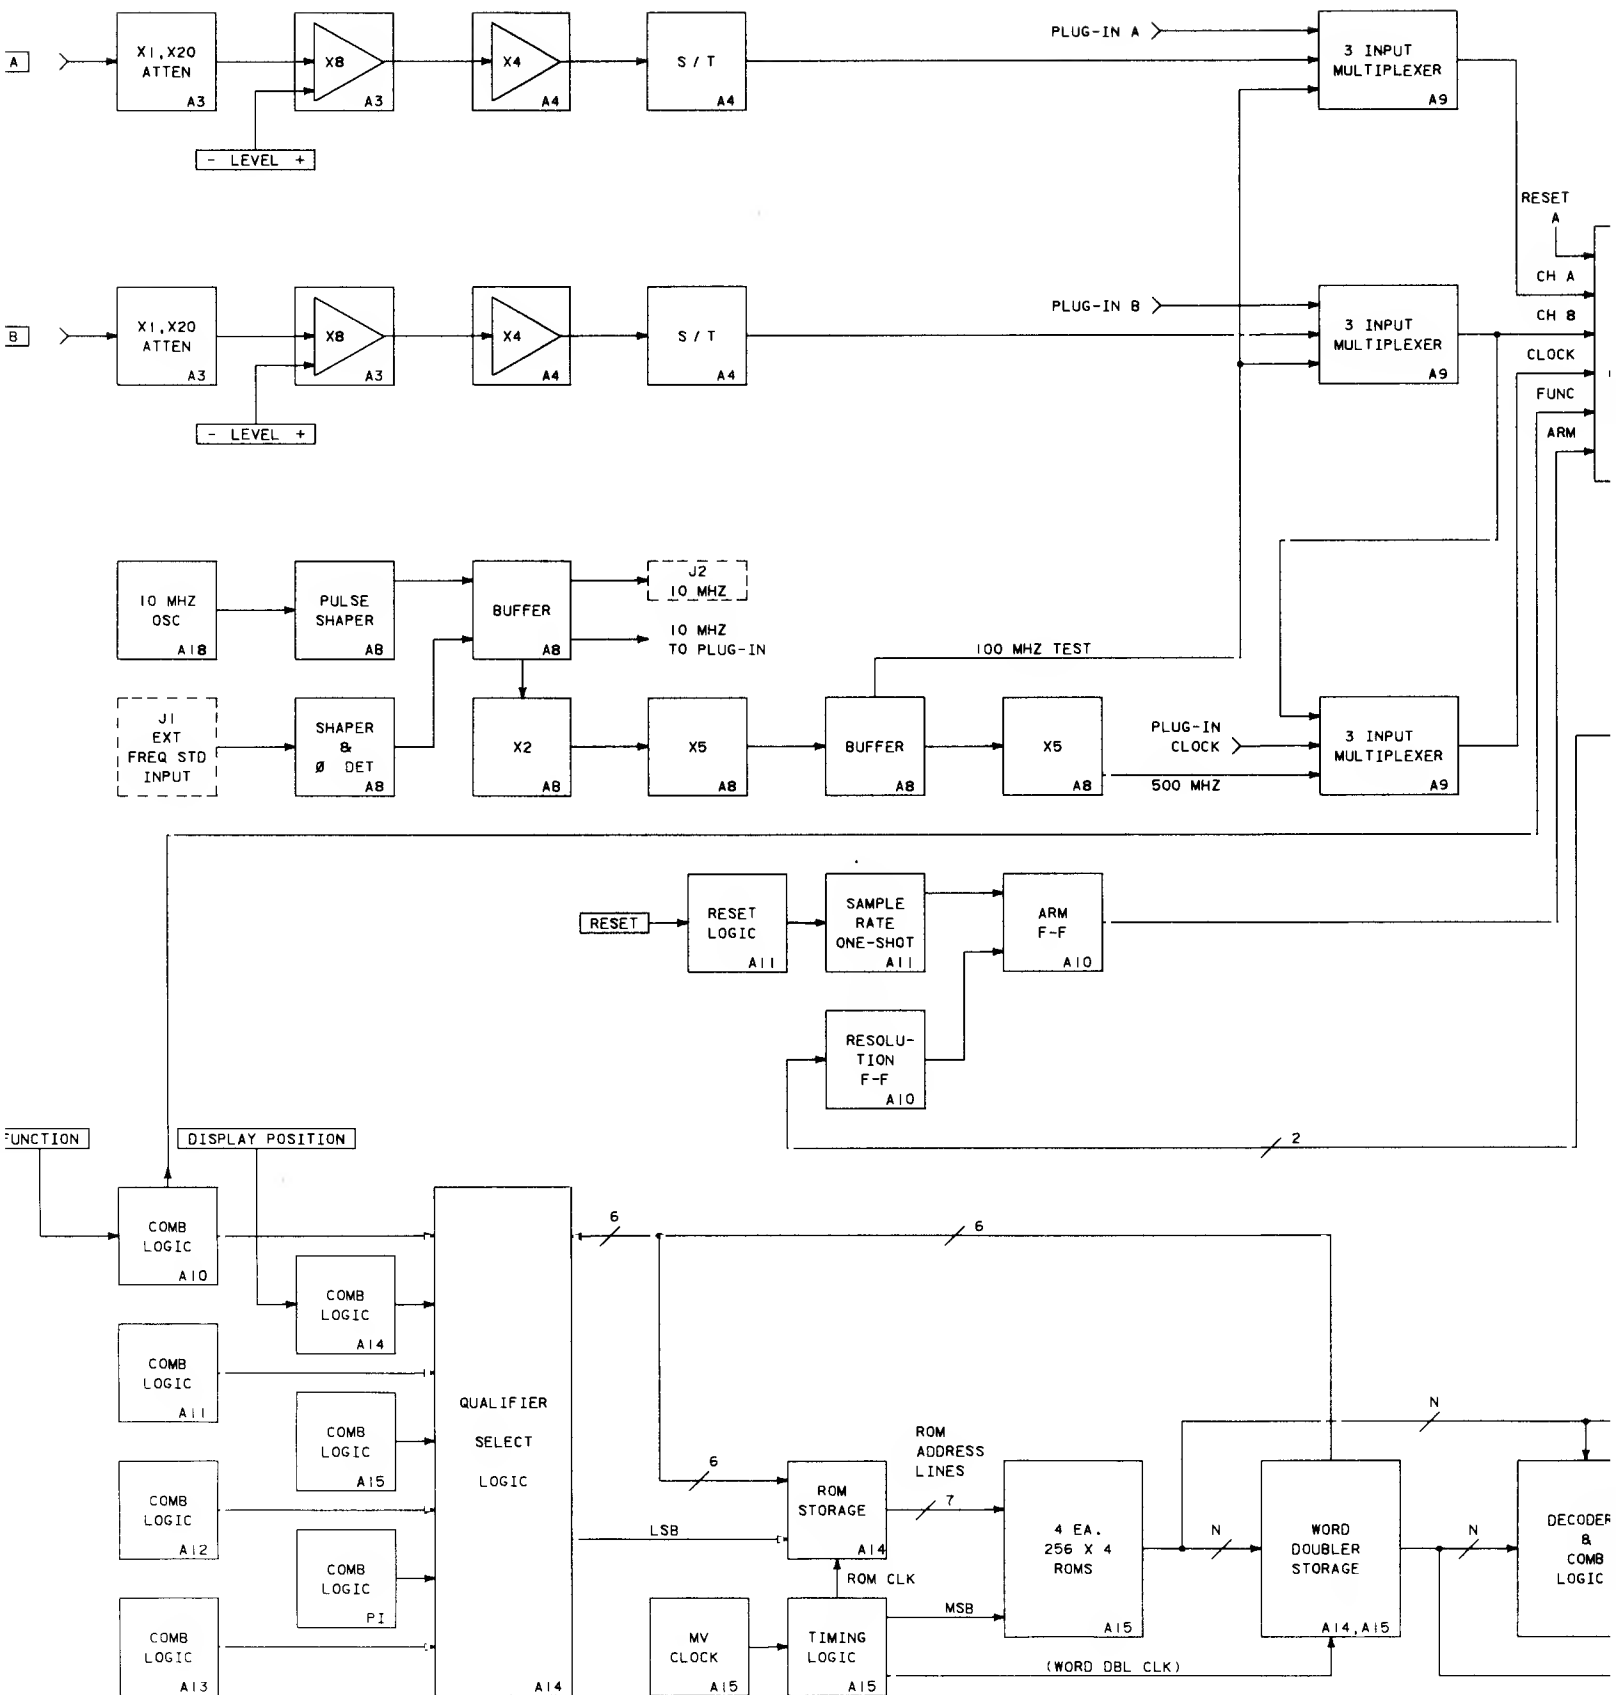 A
X1,X20
ATTEN
A3
X8
A3
X4
A4
S / T
A4
PLUG-IN A
3 INPUT
MULTIPLEXER
A9
- LEVEL +
RESET
A
CH A
CH 8
CLOCK
FUNC
ARM
B
X1,X20
ATTEN
A3
X8
A3
X4
A4
S / T
A4
PLUG-IN B
3 INPUT
MULTIPLEXER
A9
- LEVEL +
10 MHZ
OSC
A18
PULSE
SHAPER
A8
BUFFER
A8
J2
10 MHZ
10 MHZ
TO PLUG-IN
100 MHZ TEST
J1
EXT
FREQ STD
INPUT
SHAPER
&
Ø DET
A8
X2
A8
X5
A8
BUFFER
A8
X5
A8
500 MHZ
PLUG-IN
CLOCK
3 INPUT
MULTIPLEXER
A9
RESET
RESET
LOGIC
A11
SAMPLE
RATE
ONE-SHOT
A11
ARM
F-F
A10
RESOLU-
TION
F-F
A10
2
FUNCTION
DISPLAY POSITION
COMB
LOGIC
A10
COMB
LOGIC
A14
COMB
LOGIC
A11
COMB
LOGIC
A15
COMB
LOGIC
A12
COMB
LOGIC
P1
COMB
LOGIC
A13
QUALIFIER
SELECT
LOGIC
A14
6
6
6
LSB
ROM
STORAGE
A14
ROM CLK
ROM
ADDRESS
LINES
7
MV
CLOCK
A15
TIMING
LOGIC
A15
MSB
(WORD DBL CLK)
4 EA.
256 X 4
ROMS
A15
N
N
WORD
DOUBLER
STORAGE
A14,A15
N
DECODER
&
COMB
LOGIC